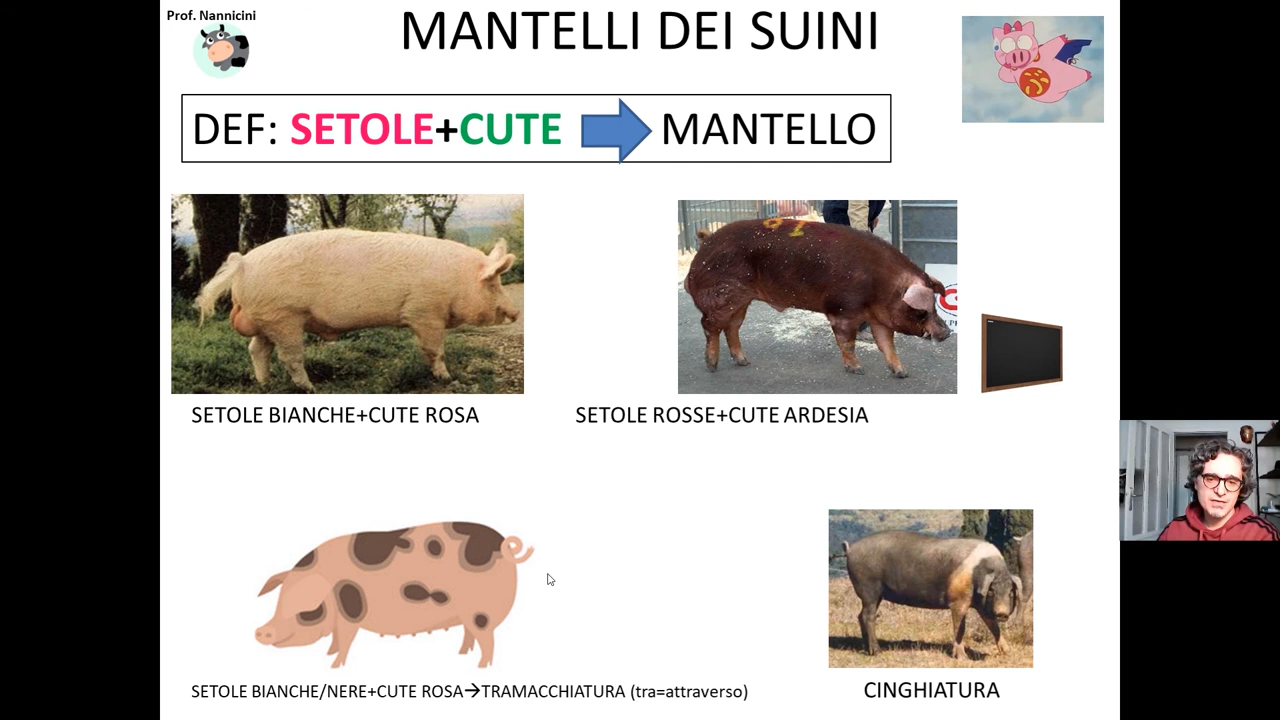 Prof. Nannicini
MANTELLI DEI SUINI
DEF: SETOLE+CUTE MANTELLO
SETOLE BIANCHE+CUTE ROSA
SETOLE ROSSE+CUTE ARDESIA
SETOLE BIANCHE/NERE+CUTE ROSA→TRAMACCHIATURA (tra=attraverso)
CINGHIATURA